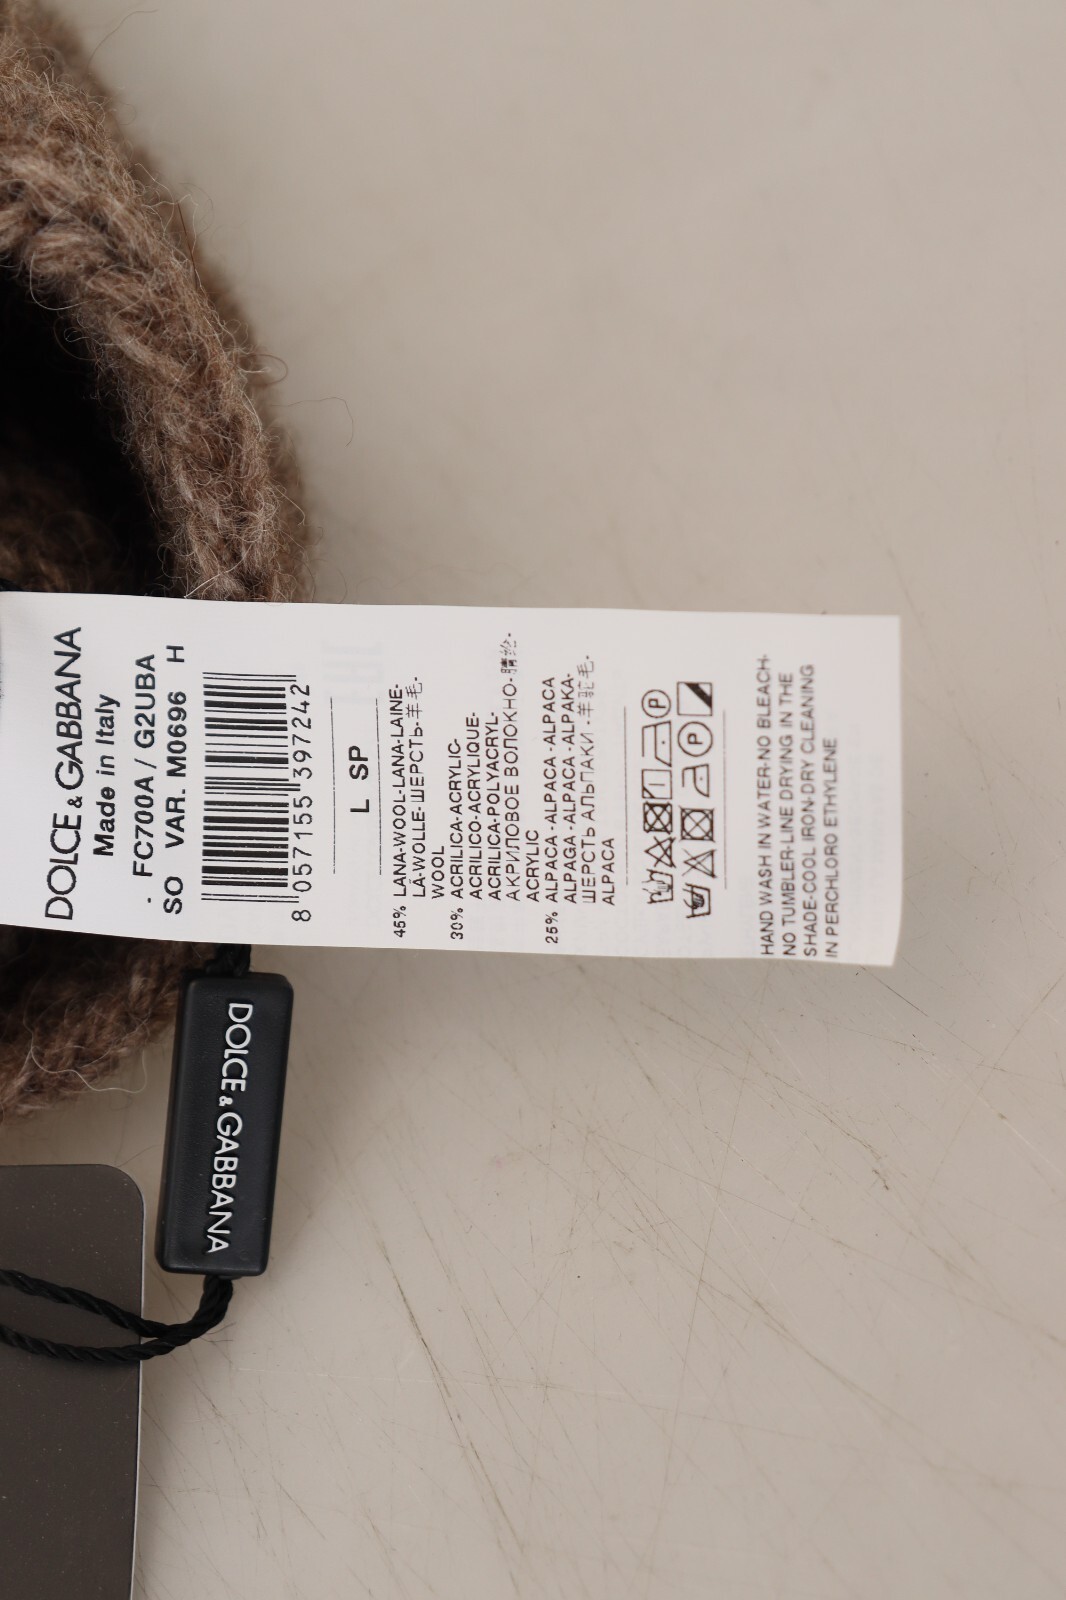 DOLCE & GABBANA
Made in Italy
. FC700A / G2UBA
SO VAR. M0696 H
8 057155 397242
L SP
45% LANA-WOOL-LANA-LAINE-
LÃ-WOLLE-ШЕРСТЬ-羊毛-
WOOL
30% ACRILICA-ACRYLIC-
ACRILICO-ACRYLIQUE-
ACRILICA-POLYACRYL-
АКРИЛОВОЕ ВОЛОКНО-腈纶-
ACRYLIC
25% ALPACA-ALPACA-ALPACA
ALPAGA-ALPACA-ALPAKA-
ШЕРСТЬ АЛЬПАКИ-羊驼毛-
ALPACA
P
P
HAND WASH IN WATER-NO BLEACH-
NO TUMBLER-LINE DRYING IN THE
SHADE-COOL IRON-DRY CLEANING
IN PERCHLORO ETHYLENE
DOLCE & GABBANA